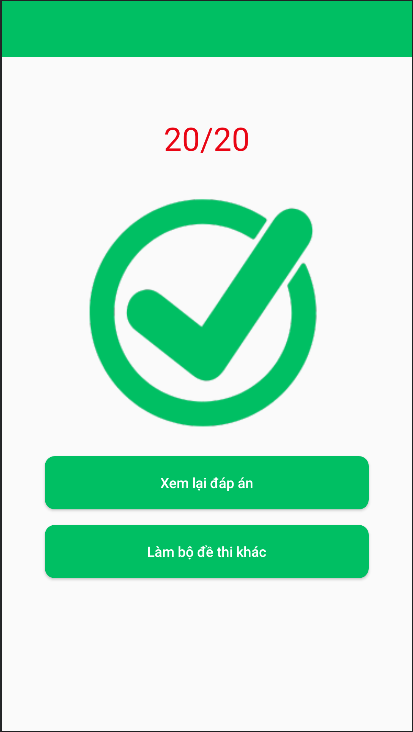 20/20
Xem lại đáp án
Làm bộ đề thi khác